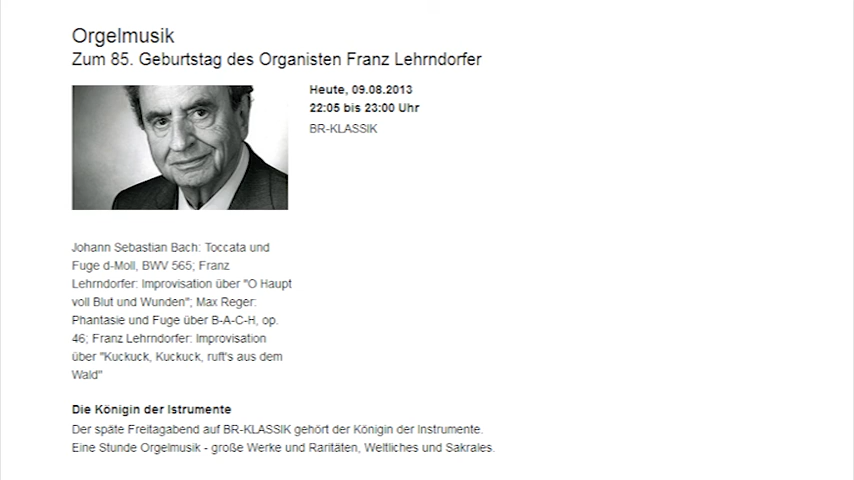 Orgelmusik
Zum 85. Geburtstag des Organisten Franz Lehrndorfer
Heute, 09.08.2013
22:05 bis 23:00 Uhr
BR-KLASSIK
Johann Sebastian Bach: Toccata und
Fuge d-Moll, BWV 565; Franz
Lehrndorfer: Improvisation über "O Haupt
voll Blut und Wunden"; Max Reger:
Phantasie und Fuge über B-A-C-H, op.
46; Franz Lehrndorfer: Improvisation
über "Kuckuck, Kuckuck, ruft's aus dem
Wald"
Die Königin der Istrumente
Der späte Freitagabend auf BR-KLASSIK gehört der Königin der Instrumente.
Eine Stunde Orgelmusik - große Werke und Raritäten, Weltliches und Sakrales.